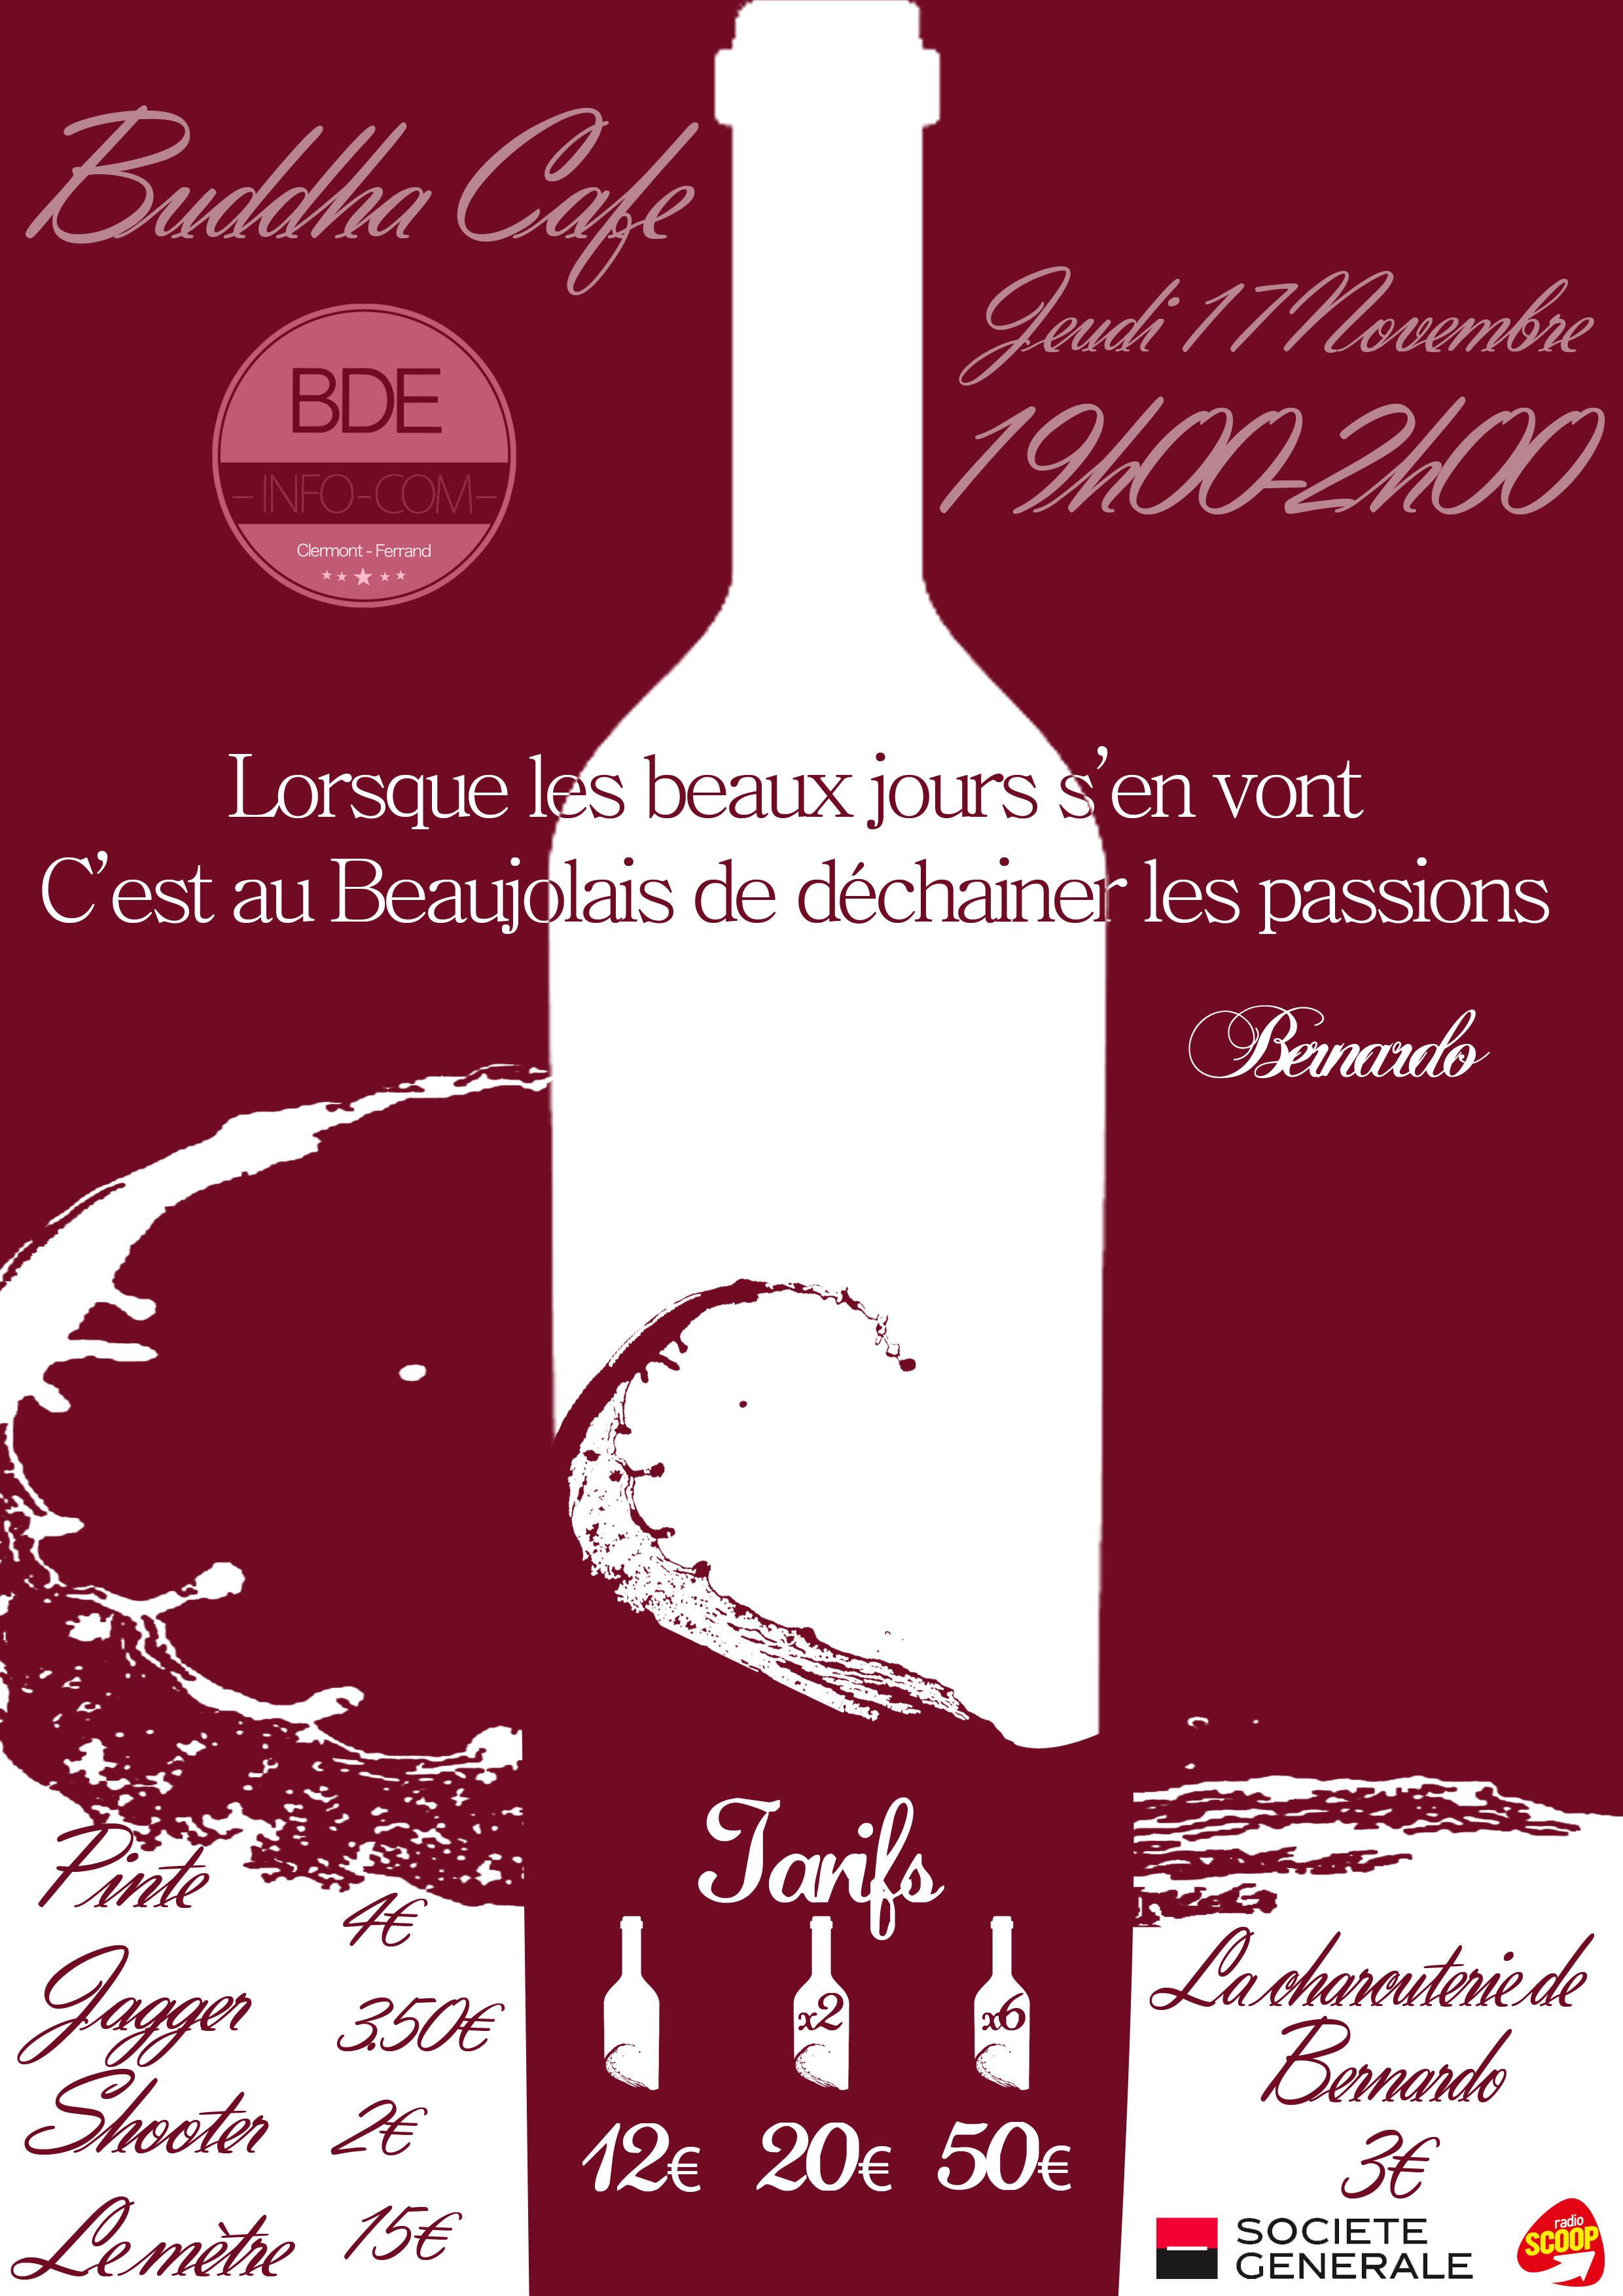 Buddha Cafe
Jeudi 17 Novembre
19h00-2h00
BDE
-INFO-COM-
Clermont - Ferrand
Lorsque les beaux jours s'en vont
C'est au Beaujolais de déchainer les passions
Bernardo
Tarifs
x2
x6
12€ 20€ 50€
Pinte 4€
Jagger 3.50€
Shooter 2€
Le mètre 15€
La charcuterie de
Bernardo
3€
SOCIETE
GENERALE
radio
SCOOP